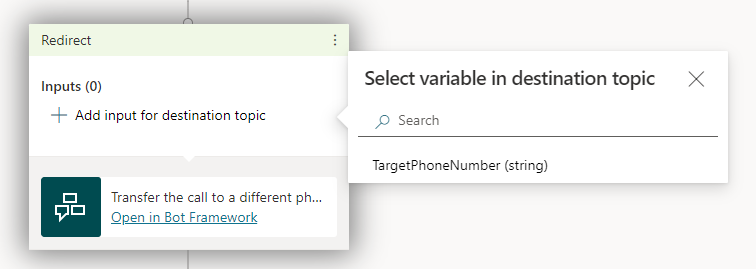 Redirect
Inputs (0)
Add input for destination topic
Transfer the call to a different ph...
Open in Bot Framework
Select variable in destination topic
Search
TargetPhoneNumber (string)